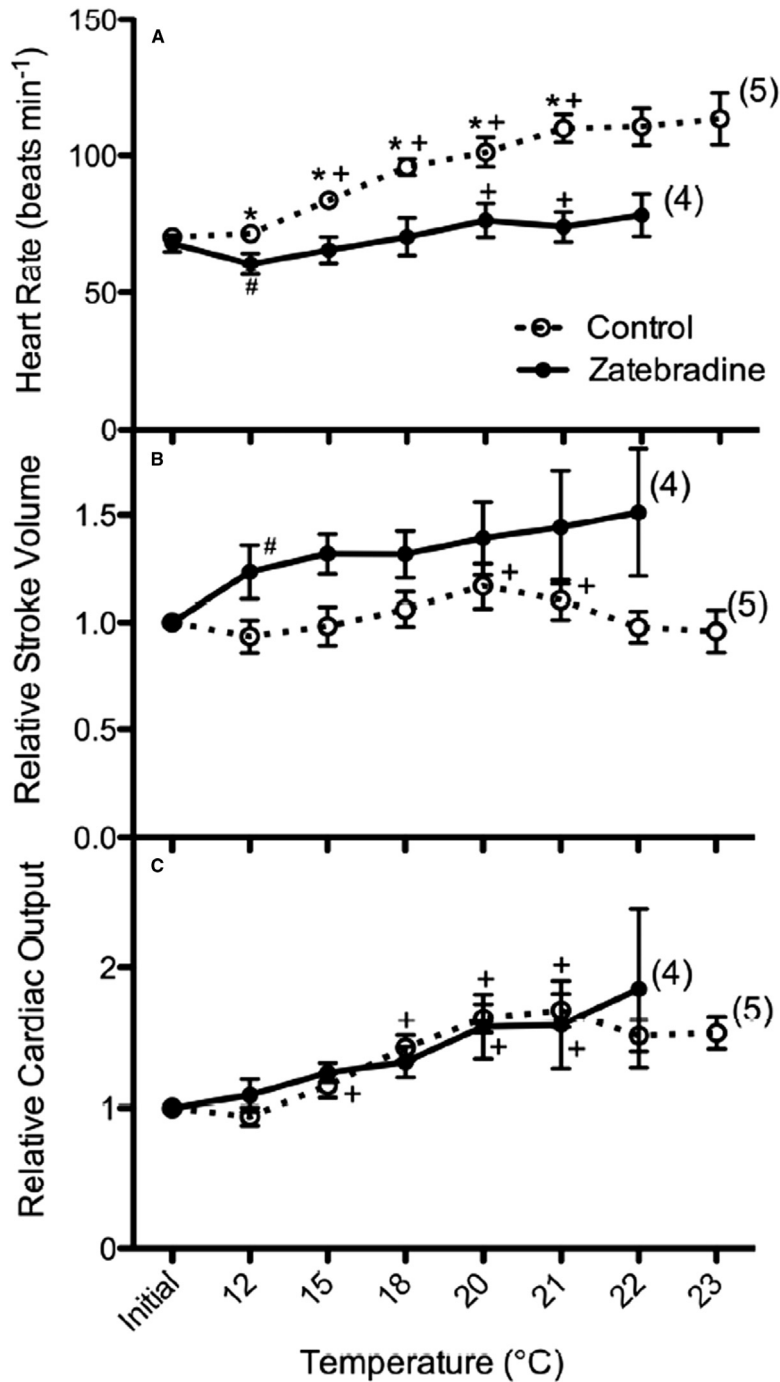 A
150
100
50
0
Heart Rate (beats min-1)
* * + * + * + * + (5)
+ + (4)
#
Control
Zatebradine
B
1.5
1.0
0.5
0.0
Relative Stroke Volume
(4)
#
+ +
(5)
C
2
1
0
Relative Cardiac Output
+ + +
(4)
(5)
+ + +
Initial 12 15 18 20 21 22 23
Temperature (°C)